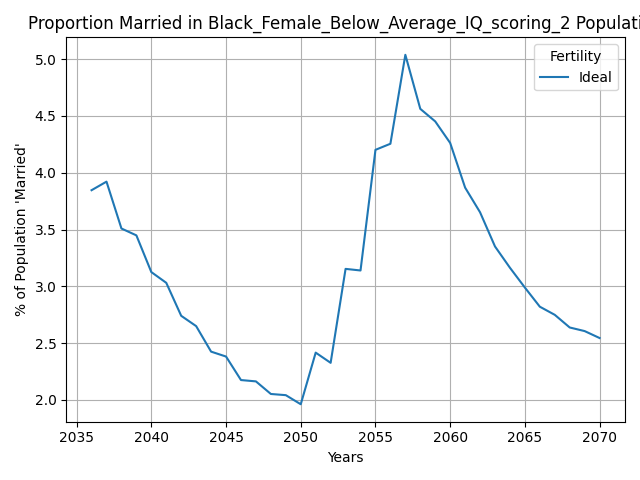 Proportion Married in Black_Female_Below_Average_IQ_scoring_2 Populati
Fertility
Ideal
% of Population 'Married'
5.0
4.5
4.0
3.5
3.0
2.5
2.0
2035 2040 2045 2050 2055 2060 2065 2070
Years